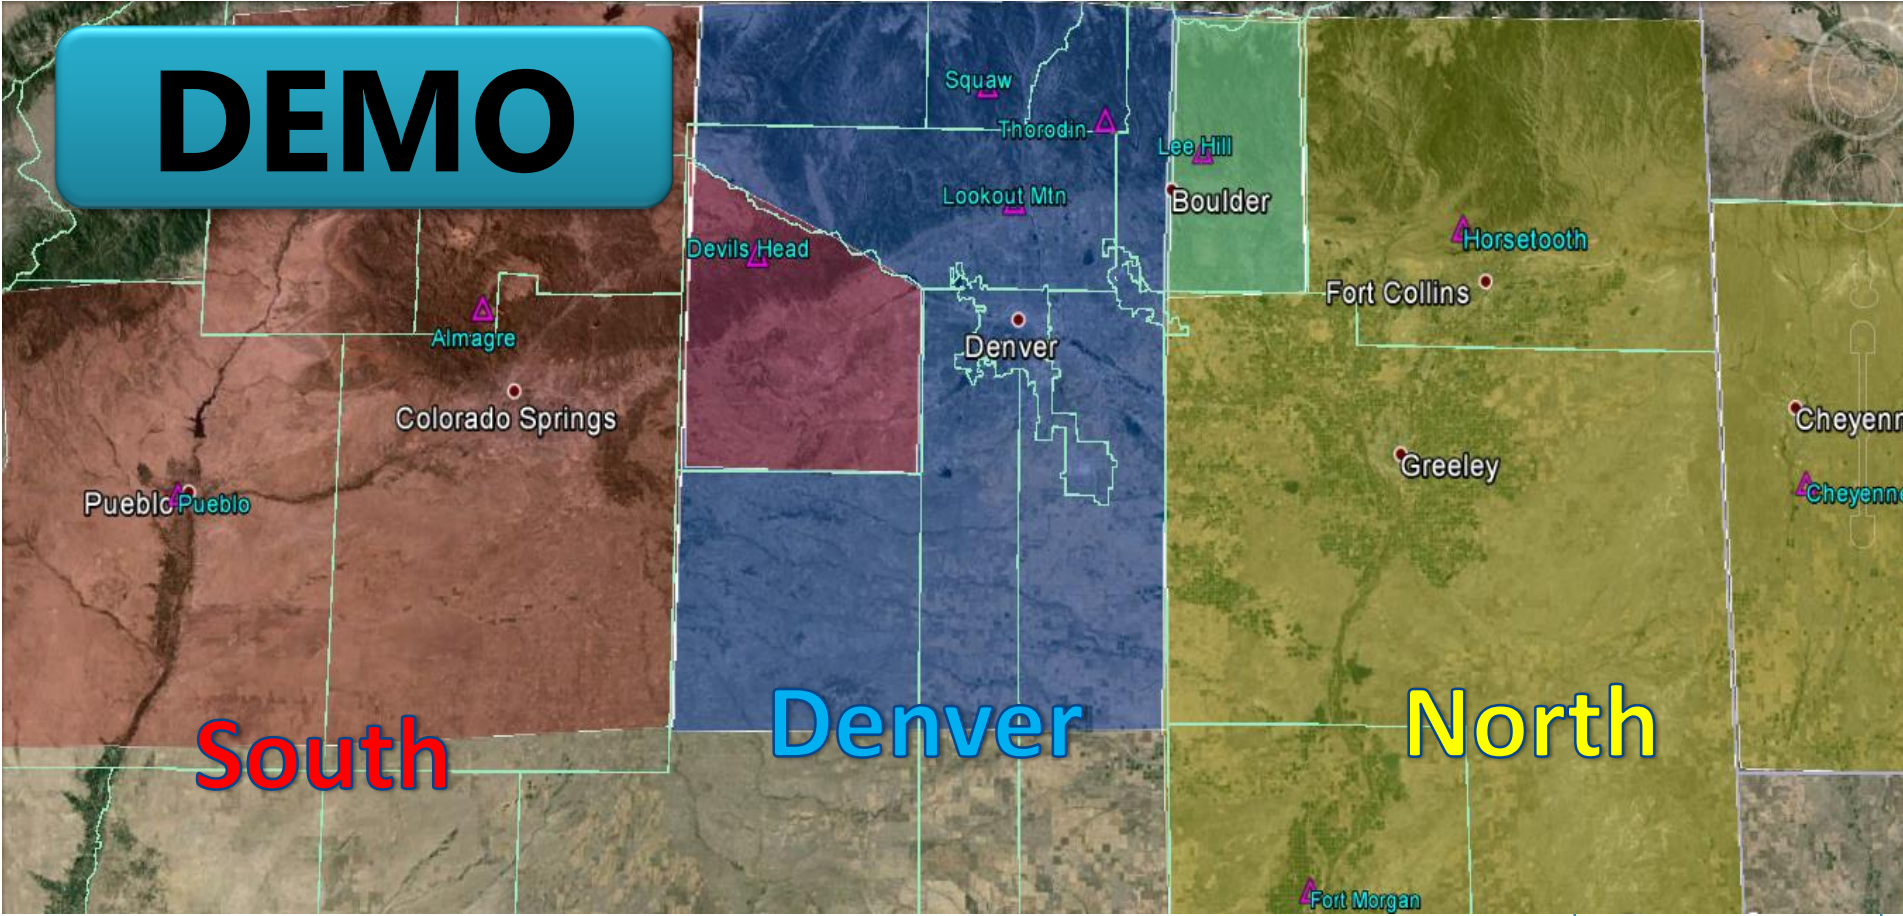 DEMO
Squaw
Thorodin
Lee Hill
Lookout Mtn
Boulder
Devils Head
Horsetooth
Fort Collins
Almagre
Denver
Colorado Springs
Cheyenn
Greeley
Pueblo
Pueblo
Cheyenne
South
Denver
North
Fort Morgan